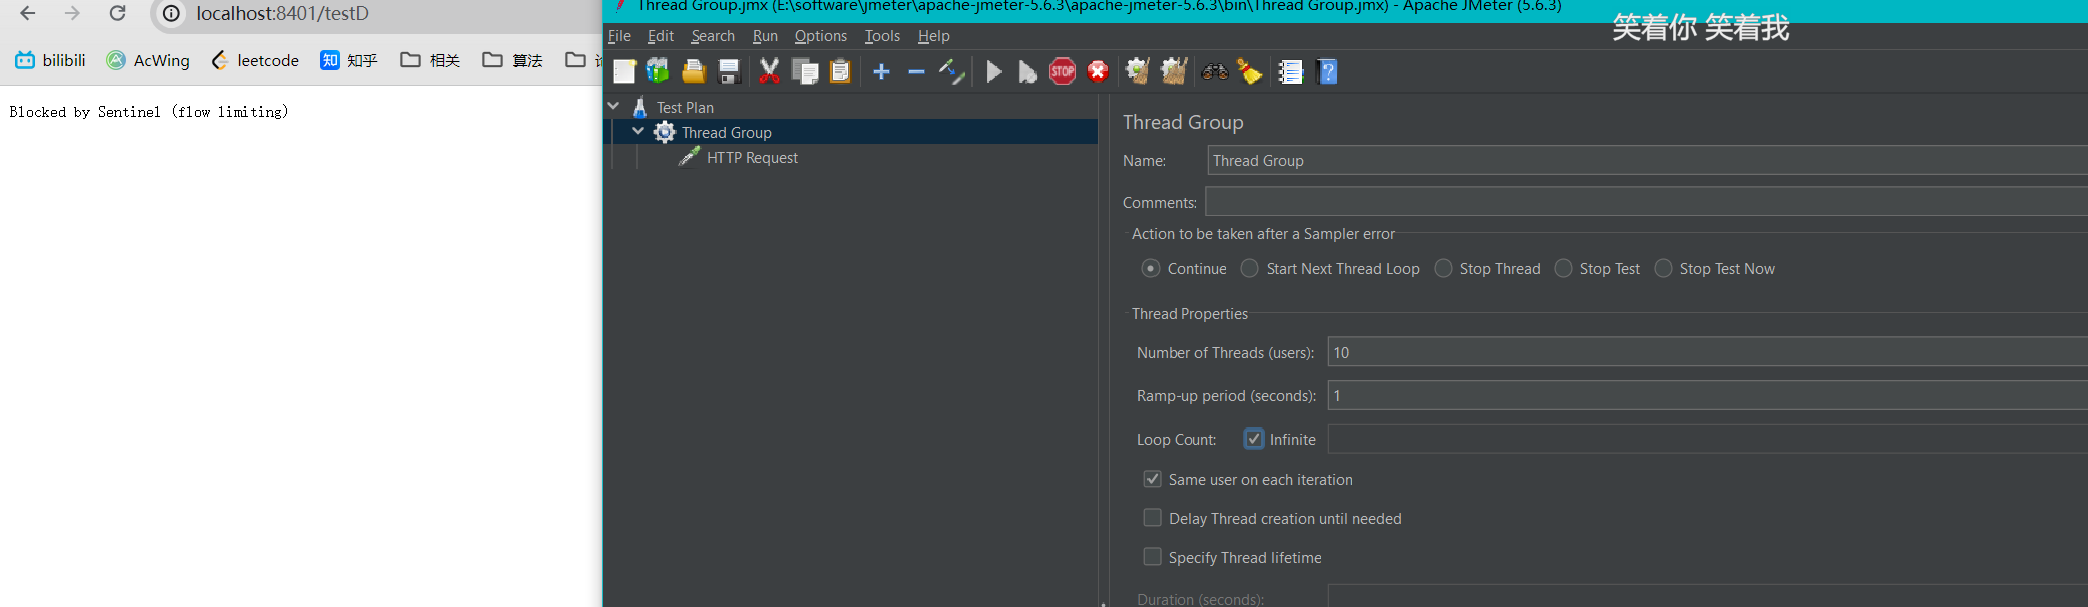 localhost:8401/testD
bilibili AcWing leetcode 知乎 相关 算法
Blocked by Sentinel (flow limiting)
Thread Group.jmx (E:\software\jmeter\apache-jmeter-5.6.3\apache-jmeter-5.6.3\bin\Thread Group.jmx) - Apache JMeter (5.6.3)
笑着你 笑着我
File Edit Search Run Options Tools Help
STOP
Test Plan
Thread Group
HTTP Request
Thread Group
Name: Thread Group
Comments:
Action to be taken after a Sampler error
Continue Start Next Thread Loop Stop Thread Stop Test Stop Test Now
Thread Properties
Number of Threads (users): 10
Ramp-up period (seconds): 1
Loop Count: Infinite
Same user on each iteration
Delay Thread creation until needed
Specify Thread lifetime
Duration (seconds):